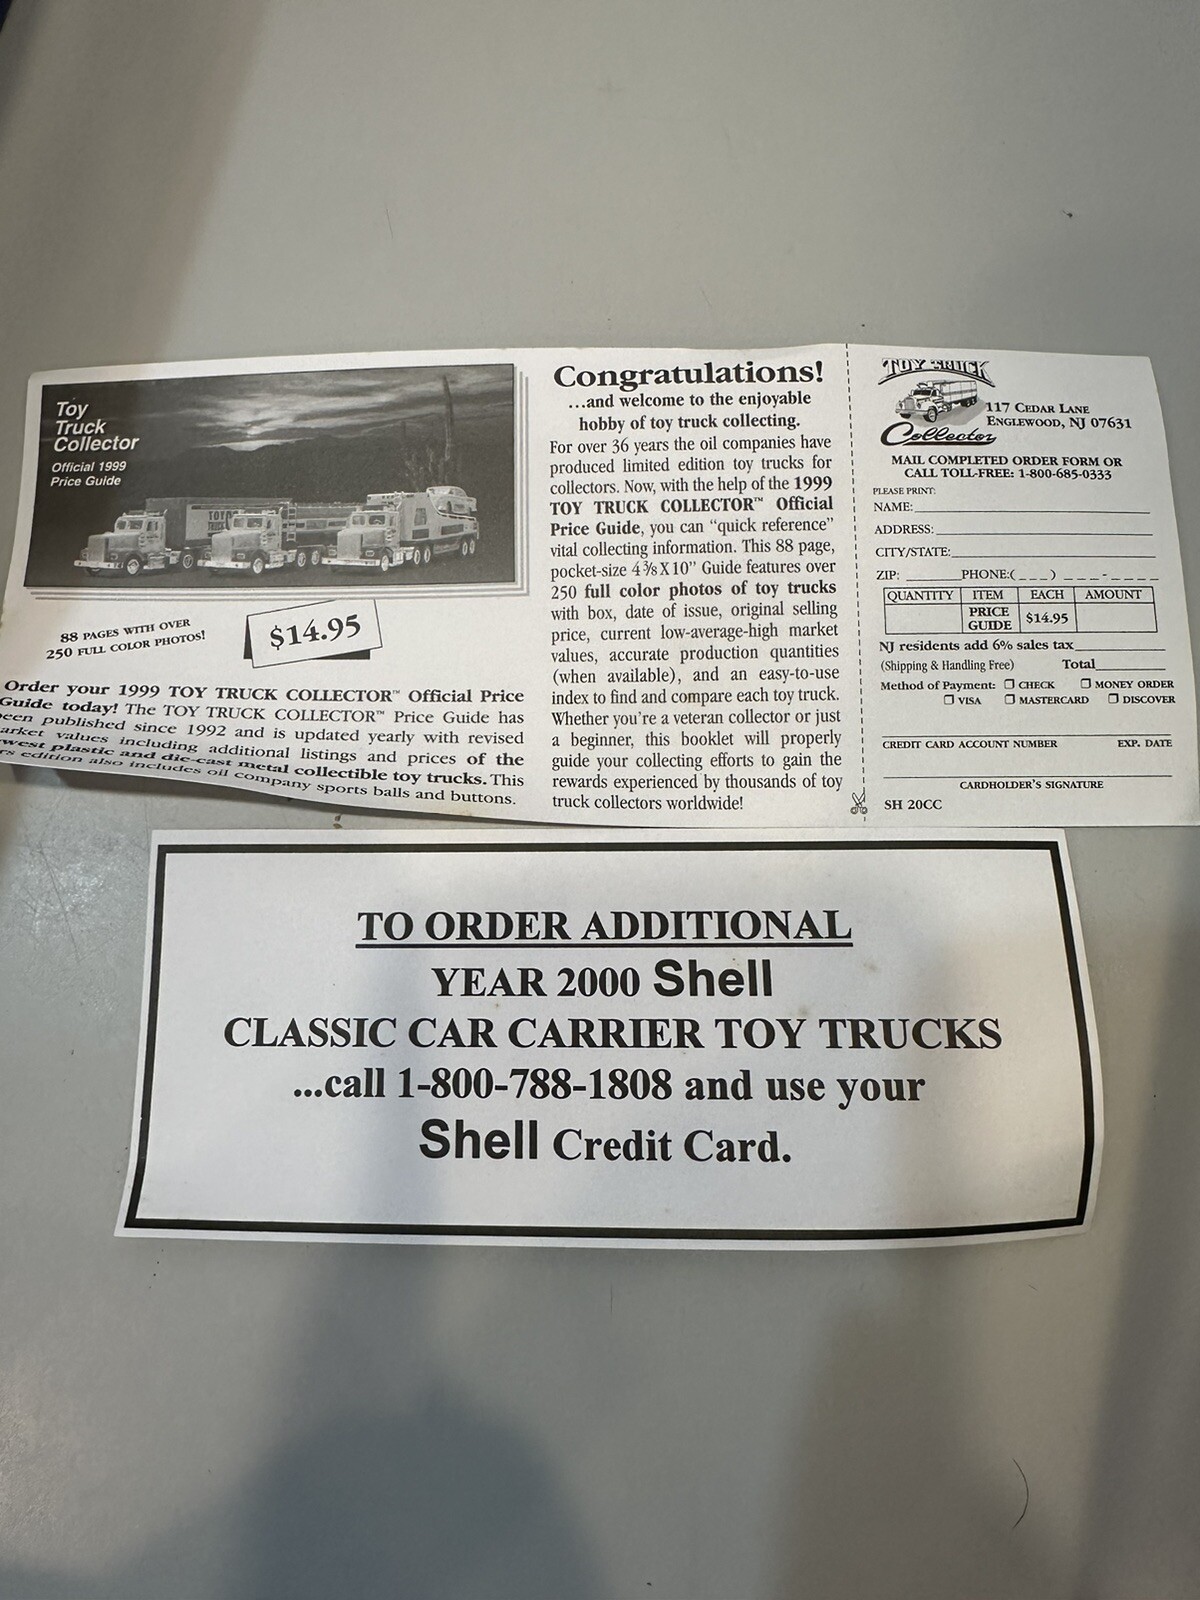 Toy
Truck
Collector
Official 1999
Price Guide
88 PAGES WITH OVER
250 FULL COLOR PHOTOS!
$14.95
Order your 1999 TOY TRUCK COLLECTOR™ Official Price
Guide today! The TOY TRUCK COLLECTOR™ Price Guide has
een published since 1992 and is updated yearly with revised
arket values including additional listings and prices of the
west plastic and die-cast metal collectible toy trucks. This
rs edition also includes oil company sports balls and buttons.
Congratulations!
...and welcome to the enjoyable
hobby of toy truck collecting.
For over 36 years the oil companies have
produced limited edition toy trucks for
collectors. Now, with the help of the 1999
TOY TRUCK COLLECTOR™ Official
Price Guide, you can "quick reference"
vital collecting information. This 88 page,
pocket-size 4 3/8 X 10" Guide features over
250 full color photos of toy trucks
with box, date of issue, original selling
price, current low-average-high market
values, accurate production quantities
(when available), and an easy-to-use
index to find and compare each toy truck.
Whether you're a veteran collector or just
a beginner, this booklet will properly
guide your collecting efforts to gain the
rewards experienced by thousands of toy
truck collectors worldwide!
TOY TRUCK
Collector
117 CEDAR LANE
ENGLEWOOD, NJ 07631
MAIL COMPLETED ORDER FORM OR
CALL TOLL-FREE: 1-800-685-0333
PLEASE PRINT:
NAME:
ADDRESS:
CITY/STATE:
ZIP: ______ PHONE:(_ _ _) _ _ _-_ _ _ _
QUANTITY ITEM EACH AMOUNT
PRICE GUIDE $14.95
NJ residents add 6% sales tax
(Shipping & Handling Free) Total
Method of Payment: ❒ CHECK ❒ MONEY ORDER
❒ VISA ❒ MASTERCARD ❒ DISCOVER
CREDIT CARD ACCOUNT NUMBER EXP. DATE
CARDHOLDER'S SIGNATURE
SH 20CC
TO ORDER ADDITIONAL
YEAR 2000 Shell
CLASSIC CAR CARRIER TOY TRUCKS
...call 1-800-788-1808 and use your
Shell Credit Card.